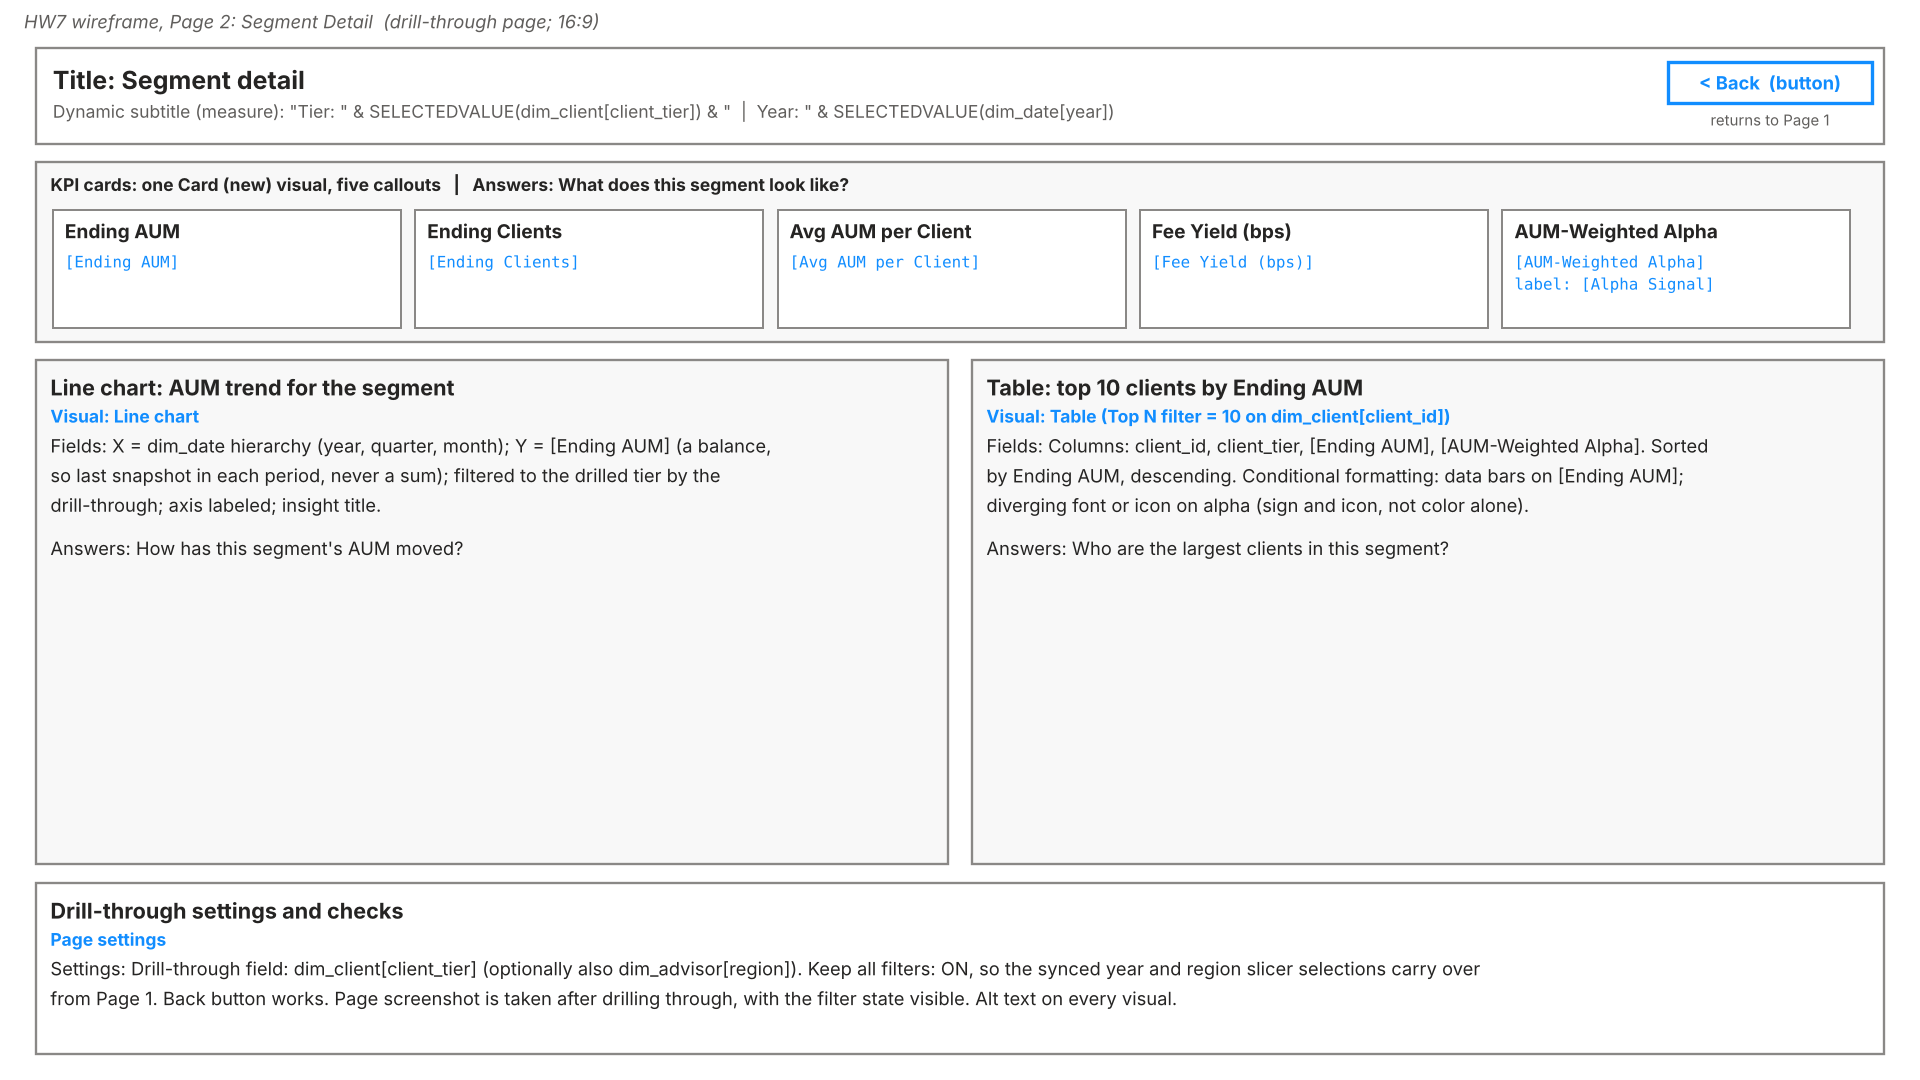 HW7 wireframe, Page 2: Segment Detail (drill-through page; 16:9)
Title: Segment detail
Dynamic subtitle (measure): "Tier: " & SELECTEDVALUE(dim_client[client_tier]) & " | Year: " & SELECTEDVALUE(dim_date[year])
< Back (button)
returns to Page 1
KPI cards: one Card (new) visual, five callouts | Answers: What does this segment look like?
Ending AUM
[Ending AUM]
Ending Clients
[Ending Clients]
Avg AUM per Client
[Avg AUM per Client]
Fee Yield (bps)
[Fee Yield (bps)]
AUM-Weighted Alpha
[AUM-Weighted Alpha]
label: [Alpha Signal]
Line chart: AUM trend for the segment
Visual: Line chart
Fields: X = dim_date hierarchy (year, quarter, month); Y = [Ending AUM] (a balance,
so last snapshot in each period, never a sum); filtered to the drilled tier by the
drill-through; axis labeled; insight title.
Answers: How has this segment's AUM moved?
Table: top 10 clients by Ending AUM
Visual: Table (Top N filter = 10 on dim_client[client_id])
Fields: Columns: client_id, client_tier, [Ending AUM], [AUM-Weighted Alpha]. Sorted
by Ending AUM, descending. Conditional formatting: data bars on [Ending AUM];
diverging font or icon on alpha (sign and icon, not color alone).
Answers: Who are the largest clients in this segment?
Drill-through settings and checks
Page settings
Settings: Drill-through field: dim_client[client_tier] (optionally also dim_advisor[region]). Keep all filters: ON, so the synced year and region slicer selections carry over
from Page 1. Back button works. Page screenshot is taken after drilling through, with the filter state visible. Alt text on every visual.